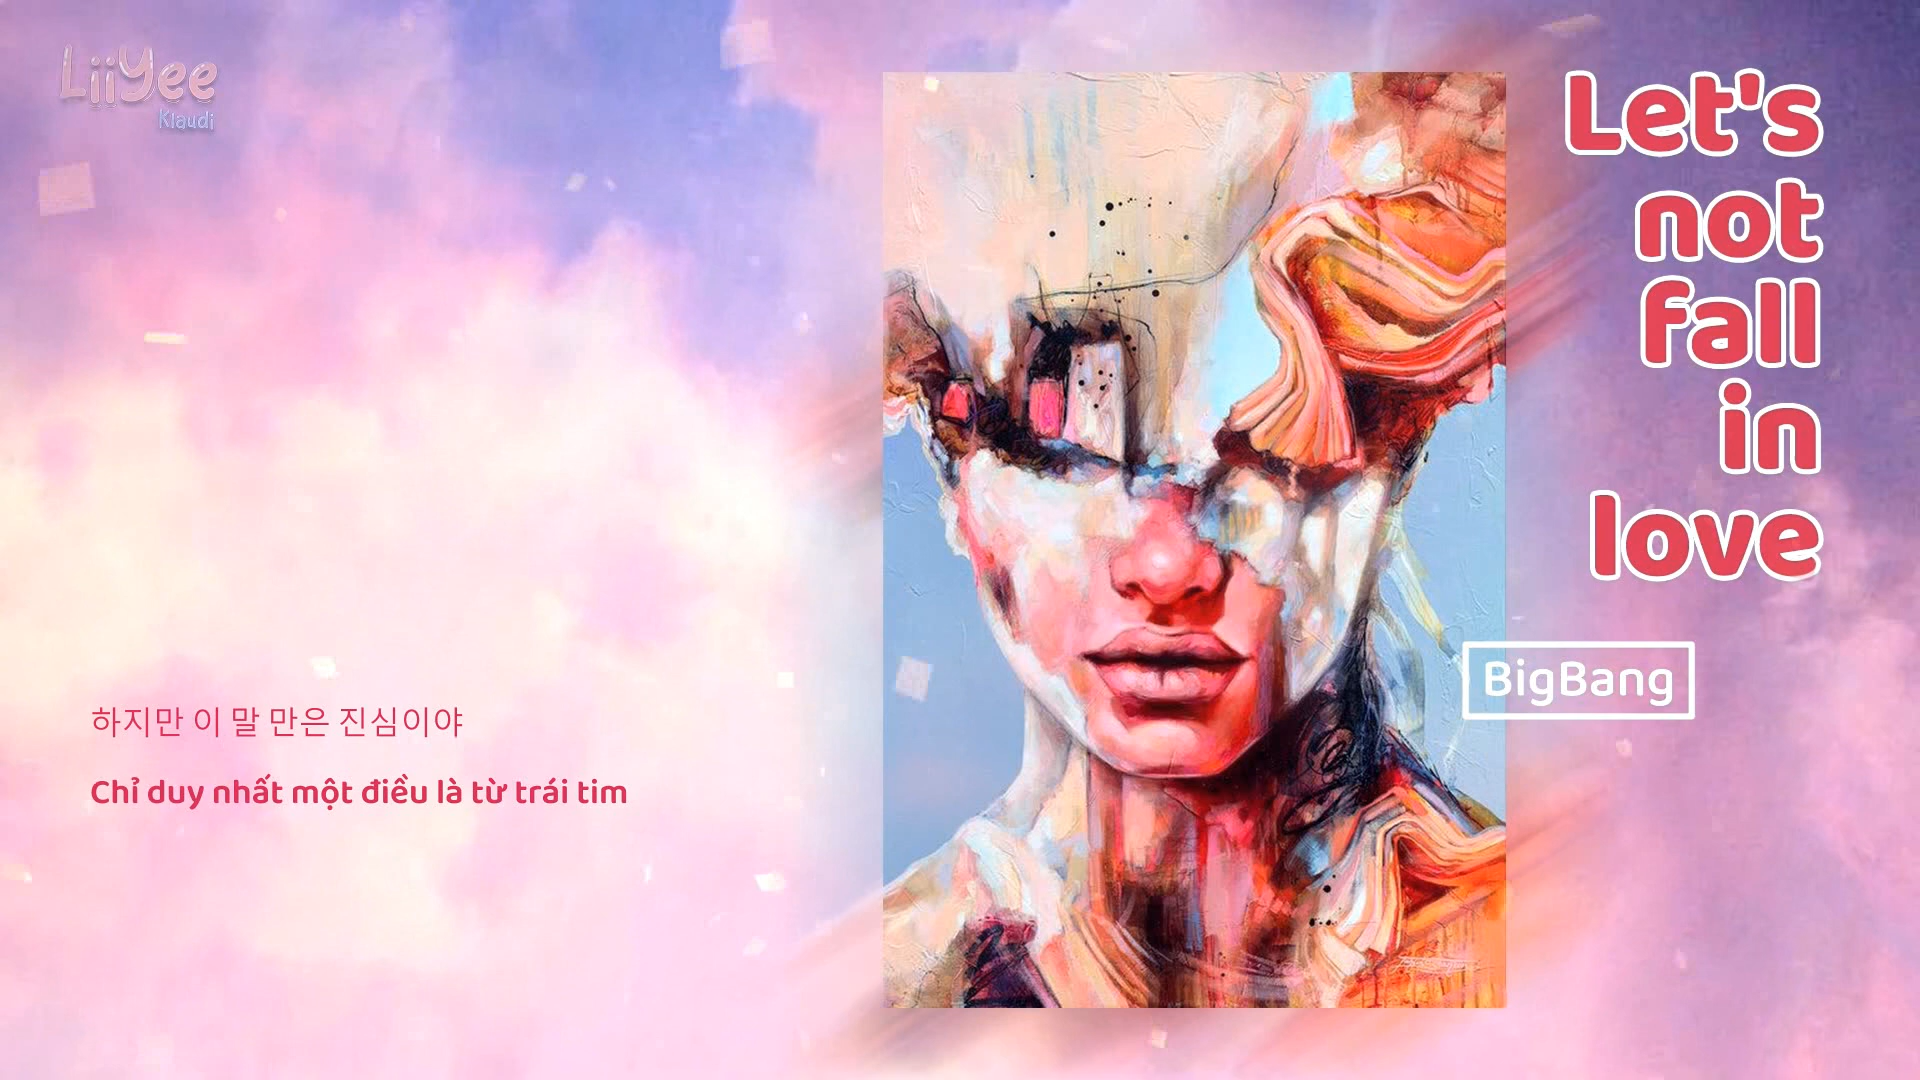 LiiYee
Klaudi
Let's
not
fall
in
love
BigBang
하지만 이 말 만은 진심이야
Chỉ duy nhất một điều là từ trái tim